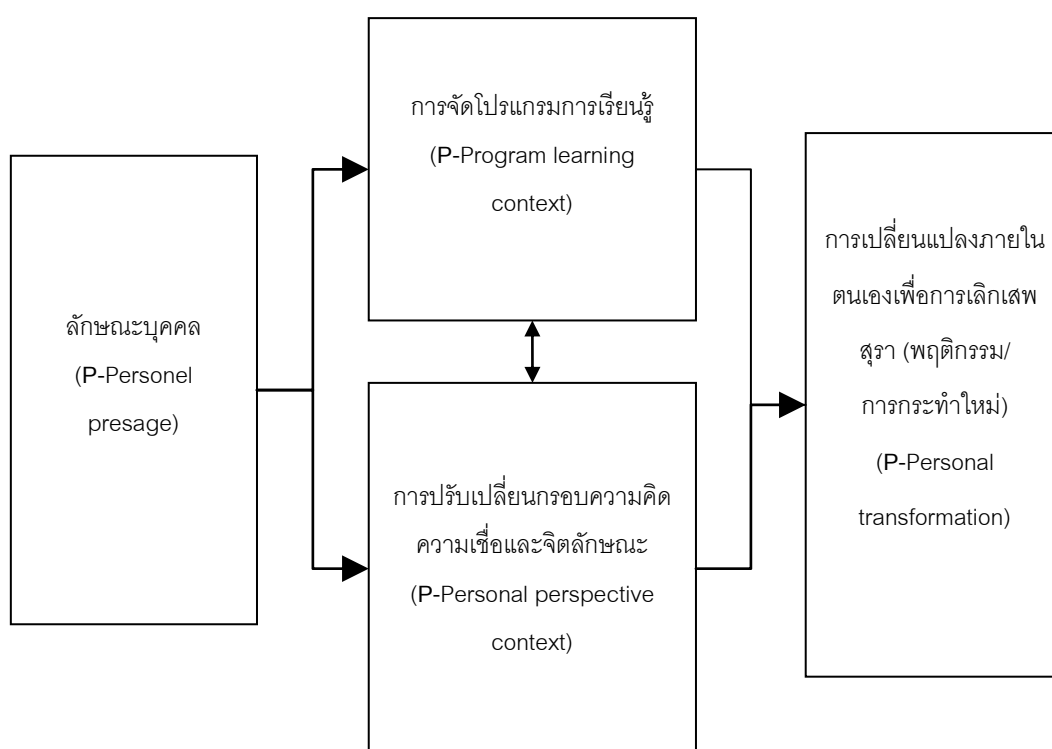 การจัดโปรแกรมการเรียนรู้
(P-Program learning
context)
ลักษณะบุคคล
(P-Personel
presage)
การปรับเปลี่ยนกรอบความคิด
ความเชื่อและจิตลักษณะ
(P-Personal perspective
context)
การเปลี่ยนแปลงภายใน
ตนเองเพื่อการเลิกเสพ
สุรา (พฤติกรรม/
การกระทำใหม่)
(P-Personal
transformation)